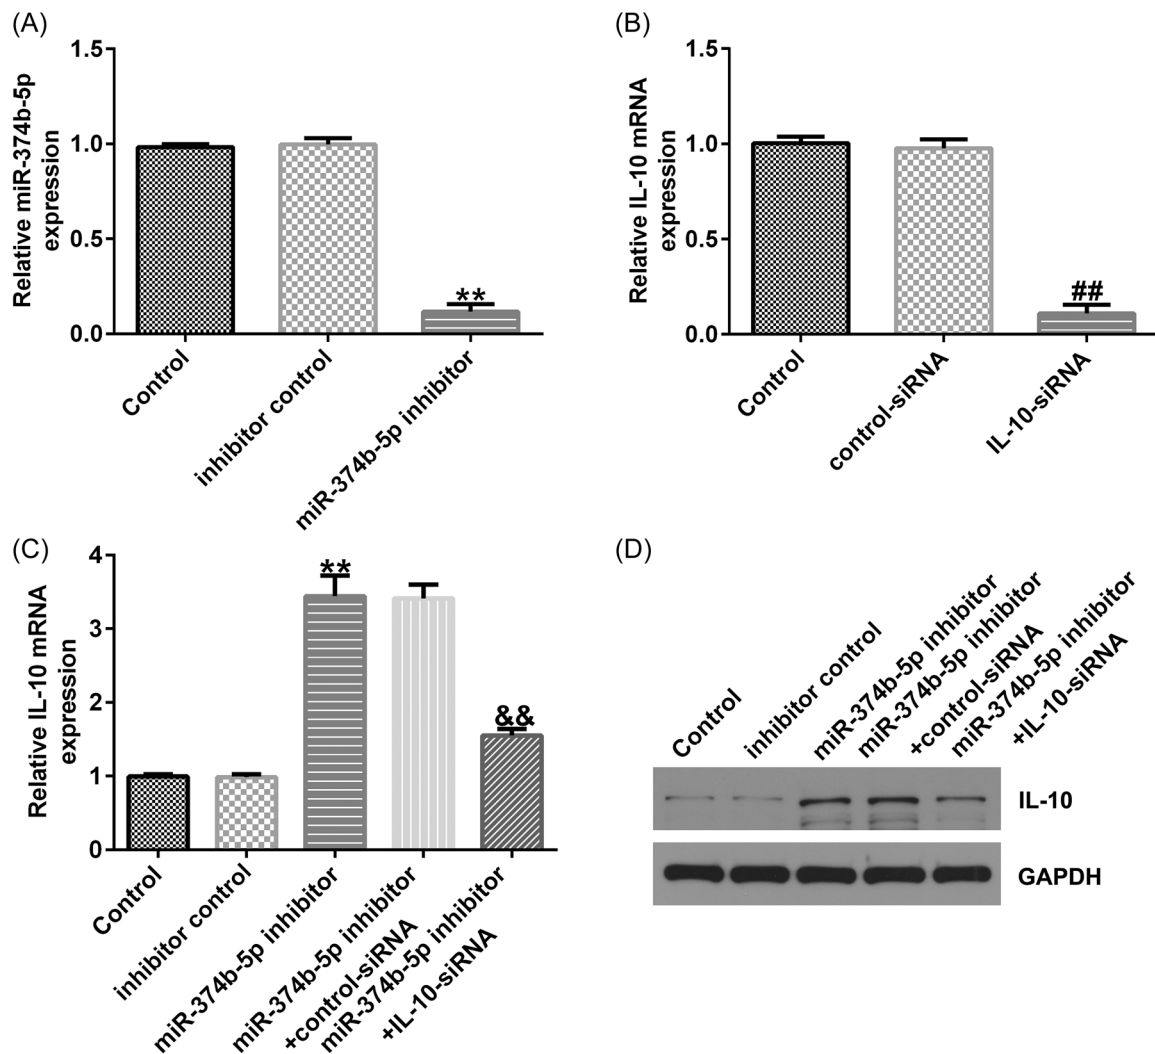 (A)
Relative miR-374b-5p
expression
1.5
1.0
0.5
0.0
**
Control
inhibitor control
miR-374b-5p inhibitor
(B)
Relative IL-10 mRNA
expression
1.5
1.0
0.5
0.0
##
Control
control-siRNA
IL-10-siRNA
(C)
Relative IL-10 mRNA
expression
4
3
2
1
0
**
&&
Control
inhibitor control
miR-374b-5p inhibitor
miR-374b-5p inhibitor
+control-siRNA
miR-374b-5p inhibitor
+IL-10-siRNA
(D)
Control
inhibitor control
miR-374b-5p inhibitor
miR-374b-5p inhibitor
+control-siRNA
miR-374b-5p inhibitor
+IL-10-siRNA
IL-10
GAPDH